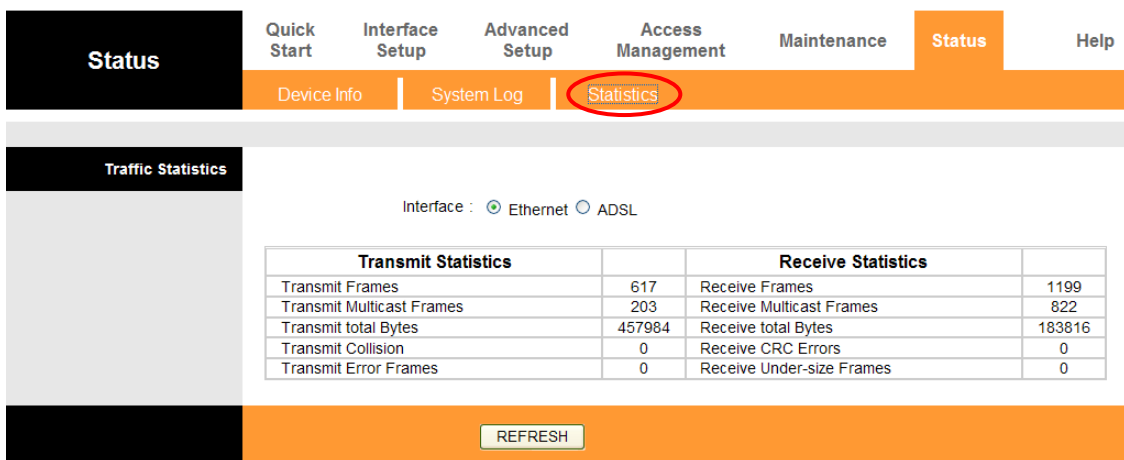 Status
Quick Start
Interface Setup
Advanced Setup
Access Management
Maintenance
Status
Help
Device Info
System Log
Statistics
Traffic Statistics
Interface : Ethernet ADSL
Transmit Statistics Receive Statistics
Transmit Frames 617 Receive Frames 1199
Transmit Multicast Frames 203 Receive Multicast Frames 822
Transmit total Bytes 457984 Receive total Bytes 183816
Transmit Collision 0 Receive CRC Errors 0
Transmit Error Frames 0 Receive Under-size Frames 0
REFRESH